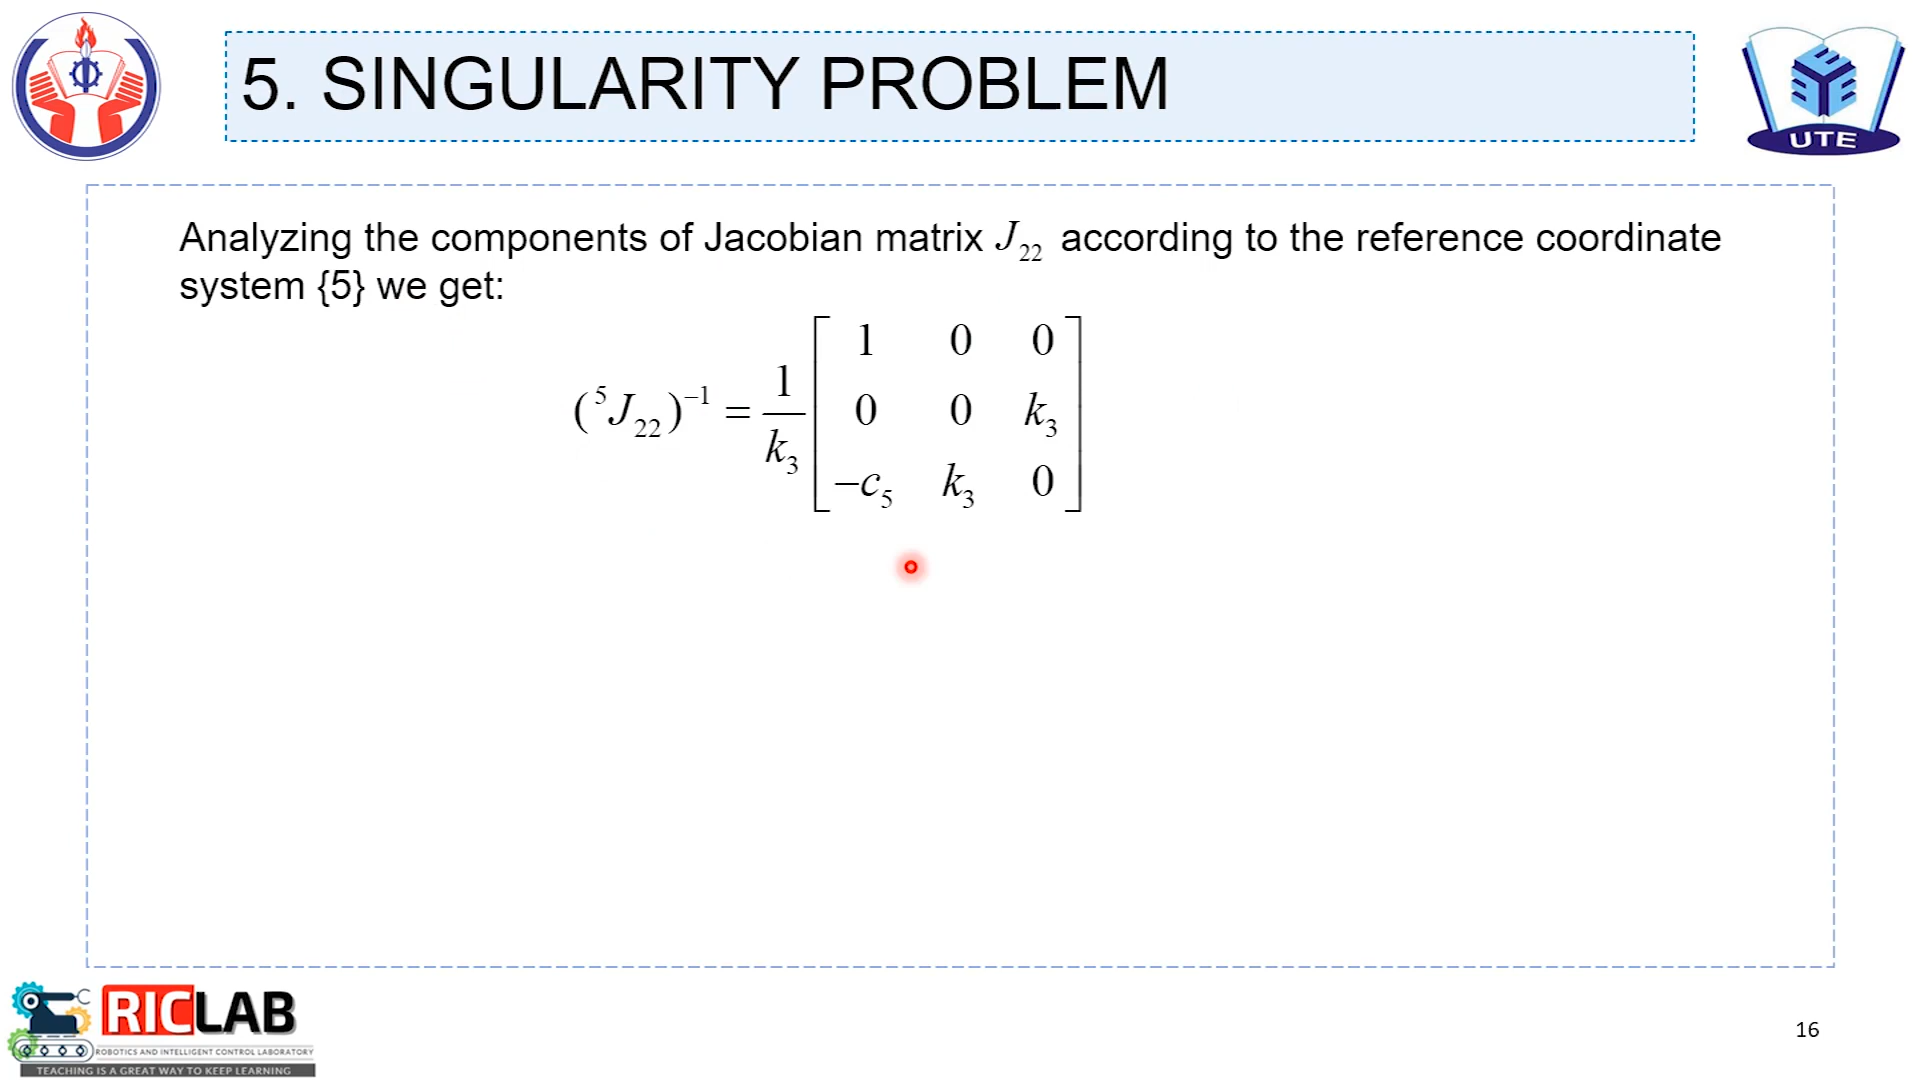 5. SINGULARITY PROBLEM
UTE
Analyzing the components of Jacobian matrix J₂₂ according to the reference coordinate
system {5} we get:
(⁵J₂₂)⁻¹ = 1/k₃ [1 0 0; 0 0 k₃; −c₅ k₃ 0]
RICLAB
ROBOTICS AND INTELLIGENT CONTROL LABORATORY
TEACHING IS A GREAT WAY TO KEEP LEARNING
16